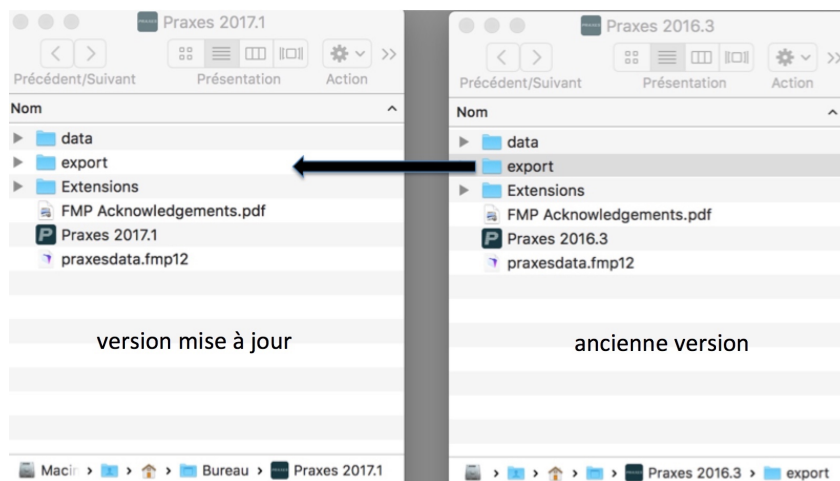 Praxes 2017.1
Précédent/Suivant
Présentation
Action
Nom
data
export
Extensions
FMP Acknowledgements.pdf
Praxes 2017.1
praxesdata.fmp12
version mise à jour
Bureau
Praxes 2017.1
Praxes 2016.3
Précédent/Suivant
Présentation
Action
Nom
data
export
Extensions
FMP Acknowledgements.pdf
Praxes 2016.3
praxesdata.fmp12
ancienne version
Praxes 2016.3
export